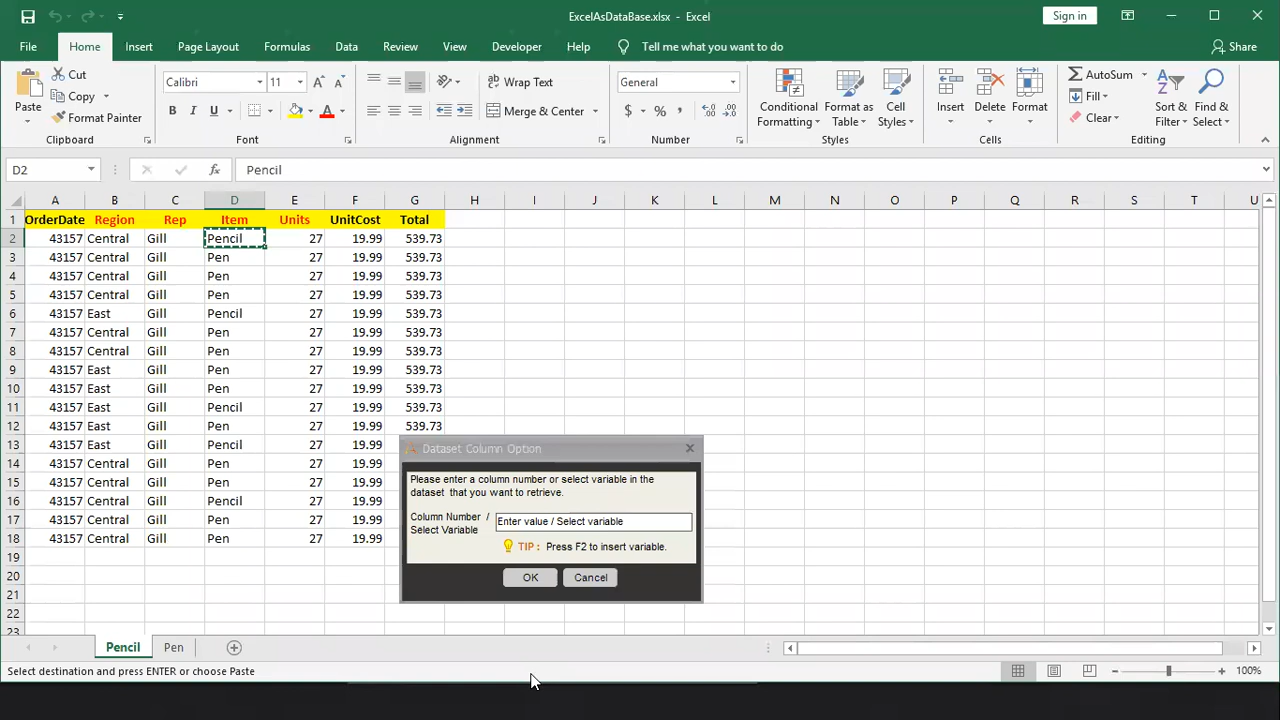 ExcelAsDataBase.xlsx - Excel
Sign in
File Home Insert Page Layout Formulas Data Review View Developer Help Tell me what you want to do Share
Paste
Cut
Copy
Format Painter
Clipboard
Calibri 11
B I U A
Font
Wrap Text
Merge & Center
Alignment
General
$ % ,
Number
Conditional Formatting
Format as Table
Cell Styles
Styles
Insert
Delete
Format
Cells
AutoSum
Fill
Clear
Sort & Filter
Find & Select
Editing
D2 fx Pencil
A B C D E F G H I J K L M N O P Q R S T U
1 OrderDate Region Rep Item Units UnitCost Total
2 43157 Central Gill Pencil 27 19.99 539.73
3 43157 Central Gill Pen 27 19.99 539.73
4 43157 Central Gill Pen 27 19.99 539.73
5 43157 Central Gill Pen 27 19.99 539.73
6 43157 East Gill Pencil 27 19.99 539.73
7 43157 Central Gill Pen 27 19.99 539.73
8 43157 Central Gill Pen 27 19.99 539.73
9 43157 East Gill Pen 27 19.99 539.73
10 43157 East Gill Pen 27 19.99 539.73
11 43157 East Gill Pencil 27 19.99 539.73
12 43157 East Gill Pen 27 19.99 539.73
13 43157 East Gill Pencil 27 19.99
14 43157 Central Gill Pen 27 19.99
15 43157 Central Gill Pen 27 19.99
16 43157 Central Gill Pencil 27 19.99
17 43157 Central Gill Pen 27 19.99
18 43157 Central Gill Pen 27 19.99
19
20
21
22
23
Dataset Column Option
Please enter a column number or select variable in the
dataset that you want to retrieve.
Column Number /
Select Variable
Enter value / Select variable
TIP : Press F2 to insert variable.
OK Cancel
Pencil Pen
Select destination and press ENTER or choose Paste
100%